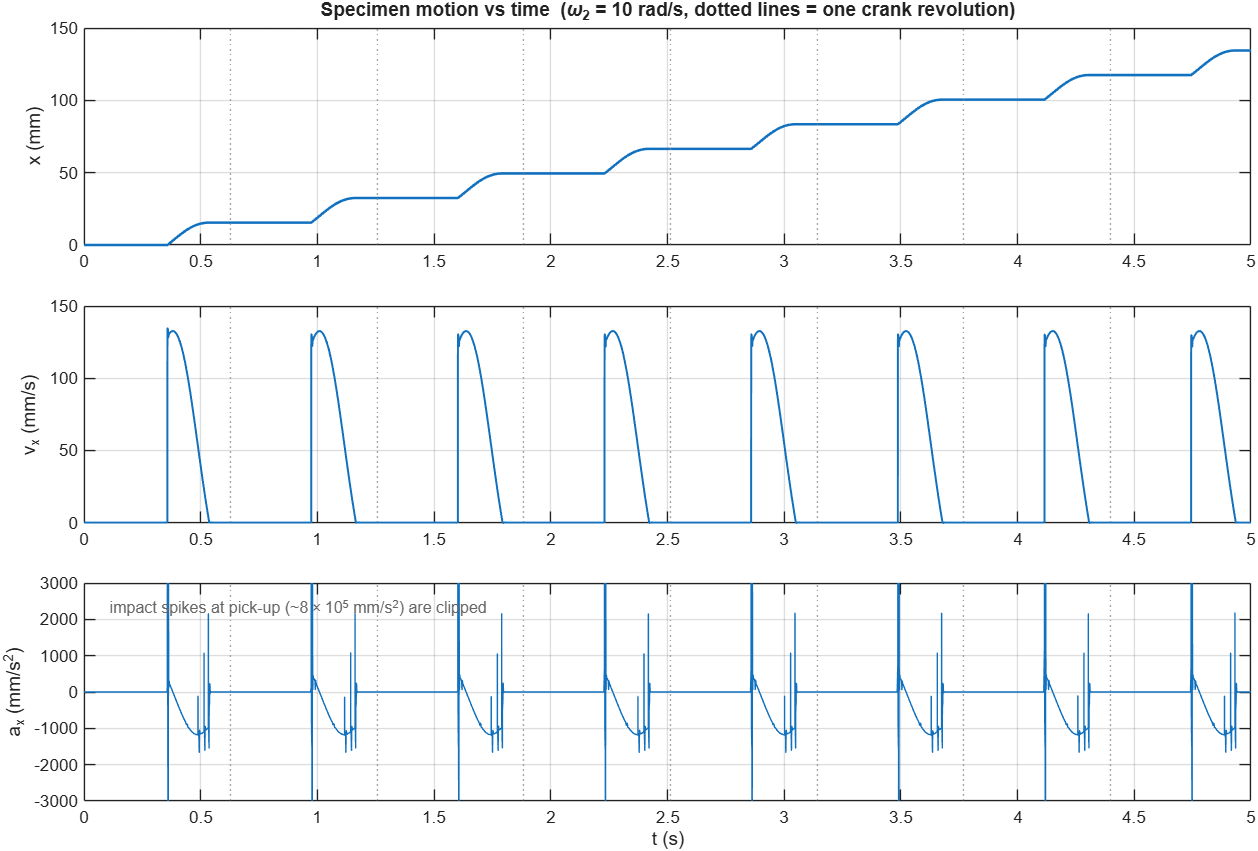 Specimen motion vs time (ω₂ = 10 rad/s, dotted lines = one crank revolution)
150
100
50
0
x (mm)
0 0.5 1 1.5 2 2.5 3 3.5 4 4.5 5
150
100
50
0
vₓ (mm/s)
0 0.5 1 1.5 2 2.5 3 3.5 4 4.5 5
3000
2000
1000
0
-1000
-2000
-3000
aₓ (mm/s²)
impact spikes at pick-up (~8 × 10⁵ mm/s²) are clipped
0 0.5 1 1.5 2 2.5 3 3.5 4 4.5 5
t (s)